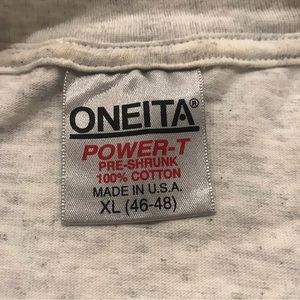 ONEITA®
POWER-T
PRE-SHRUNK
100% COTTON
MADE IN U.S.A.
XL (46-48)